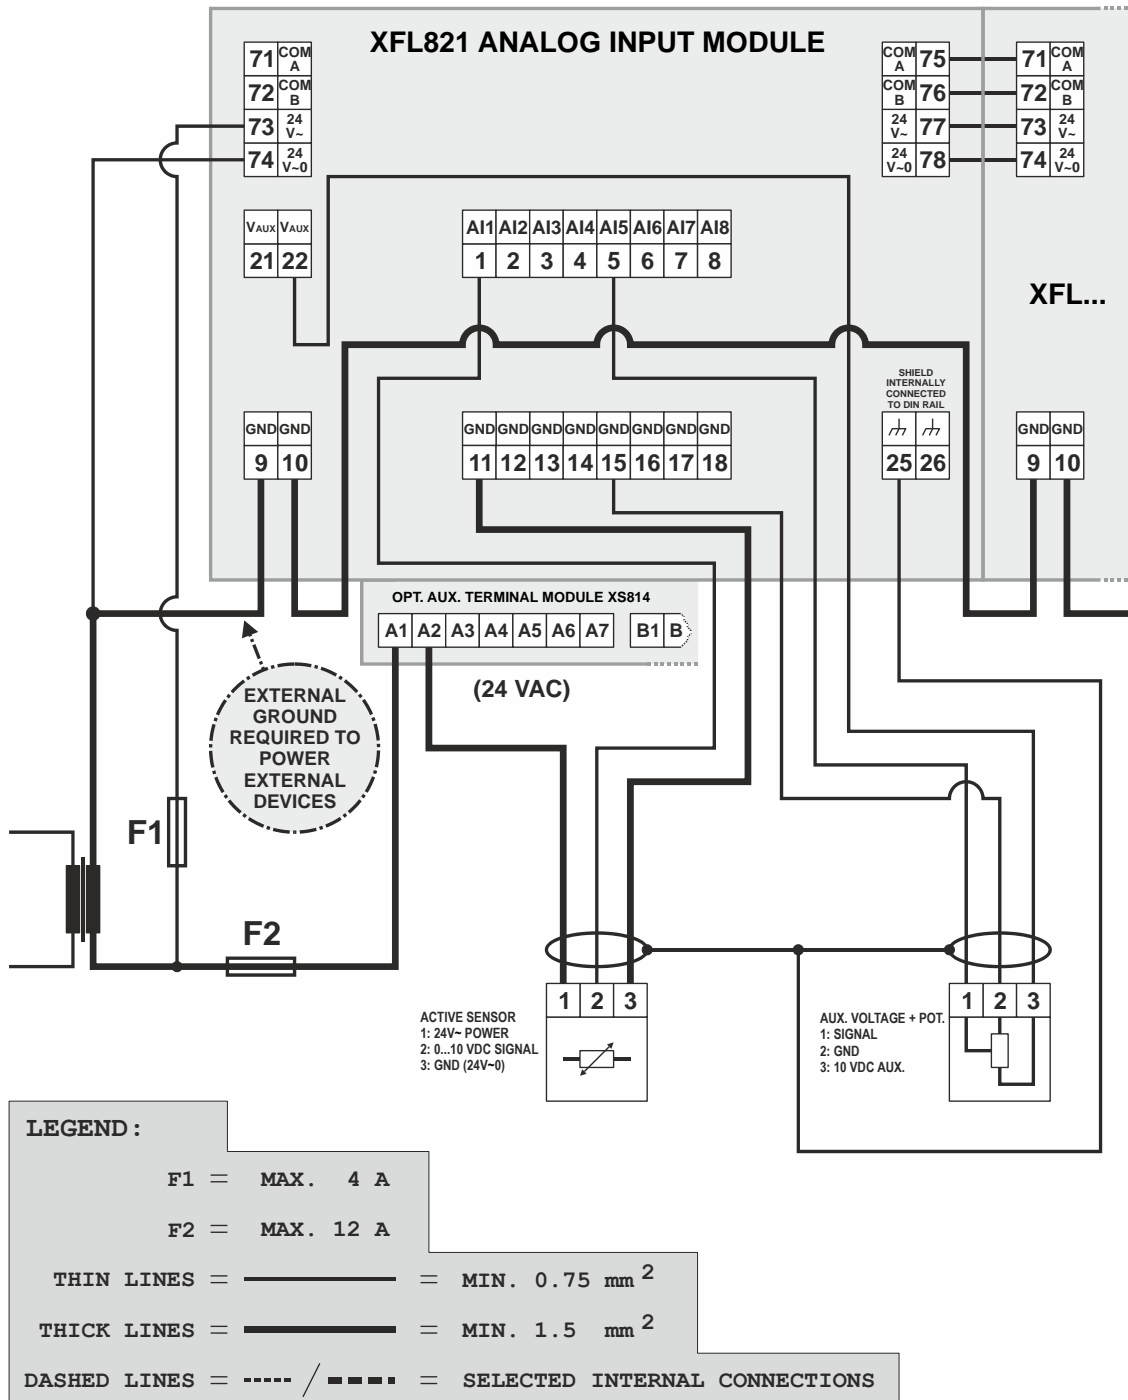 XFL821 ANALOG INPUT MODULE
71 COM A
72 COM B
73 24 V~
74 24 V~0
COM A 75
COM B 76
24 V~ 77
24 V~0 78
71 COM A
72 COM B
73 24 V~
74 24 V~0
VAUX VAUX
21 22
AI1 AI2 AI3 AI4 AI5 AI6 AI7 AI8
1 2 3 4 5 6 7 8
XFL...
SHIELD
INTERNALLY
CONNECTED
TO DIN RAIL
GND GND
9 10
GND GND GND GND GND GND GND GND
11 12 13 14 15 16 17 18
25 26
GND GND
9 10
OPT. AUX. TERMINAL MODULE XS814
A1 A2 A3 A4 A5 A6 A7 B1 B
(24 VAC)
EXTERNAL
GROUND
REQUIRED TO
POWER
EXTERNAL
DEVICES
F1
F2
1 2 3
ACTIVE SENSOR
1: 24V~ POWER
2: 0...10 VDC SIGNAL
3: GND (24V~0)
1 2 3
AUX. VOLTAGE + POT.
1: SIGNAL
2: GND
3: 10 VDC AUX.
LEGEND:
F1 = MAX. 4 A
F2 = MAX. 12 A
THIN LINES = = MIN. 0.75 mm²
THICK LINES = = MIN. 1.5 mm²
DASHED LINES = / = SELECTED INTERNAL CONNECTIONS